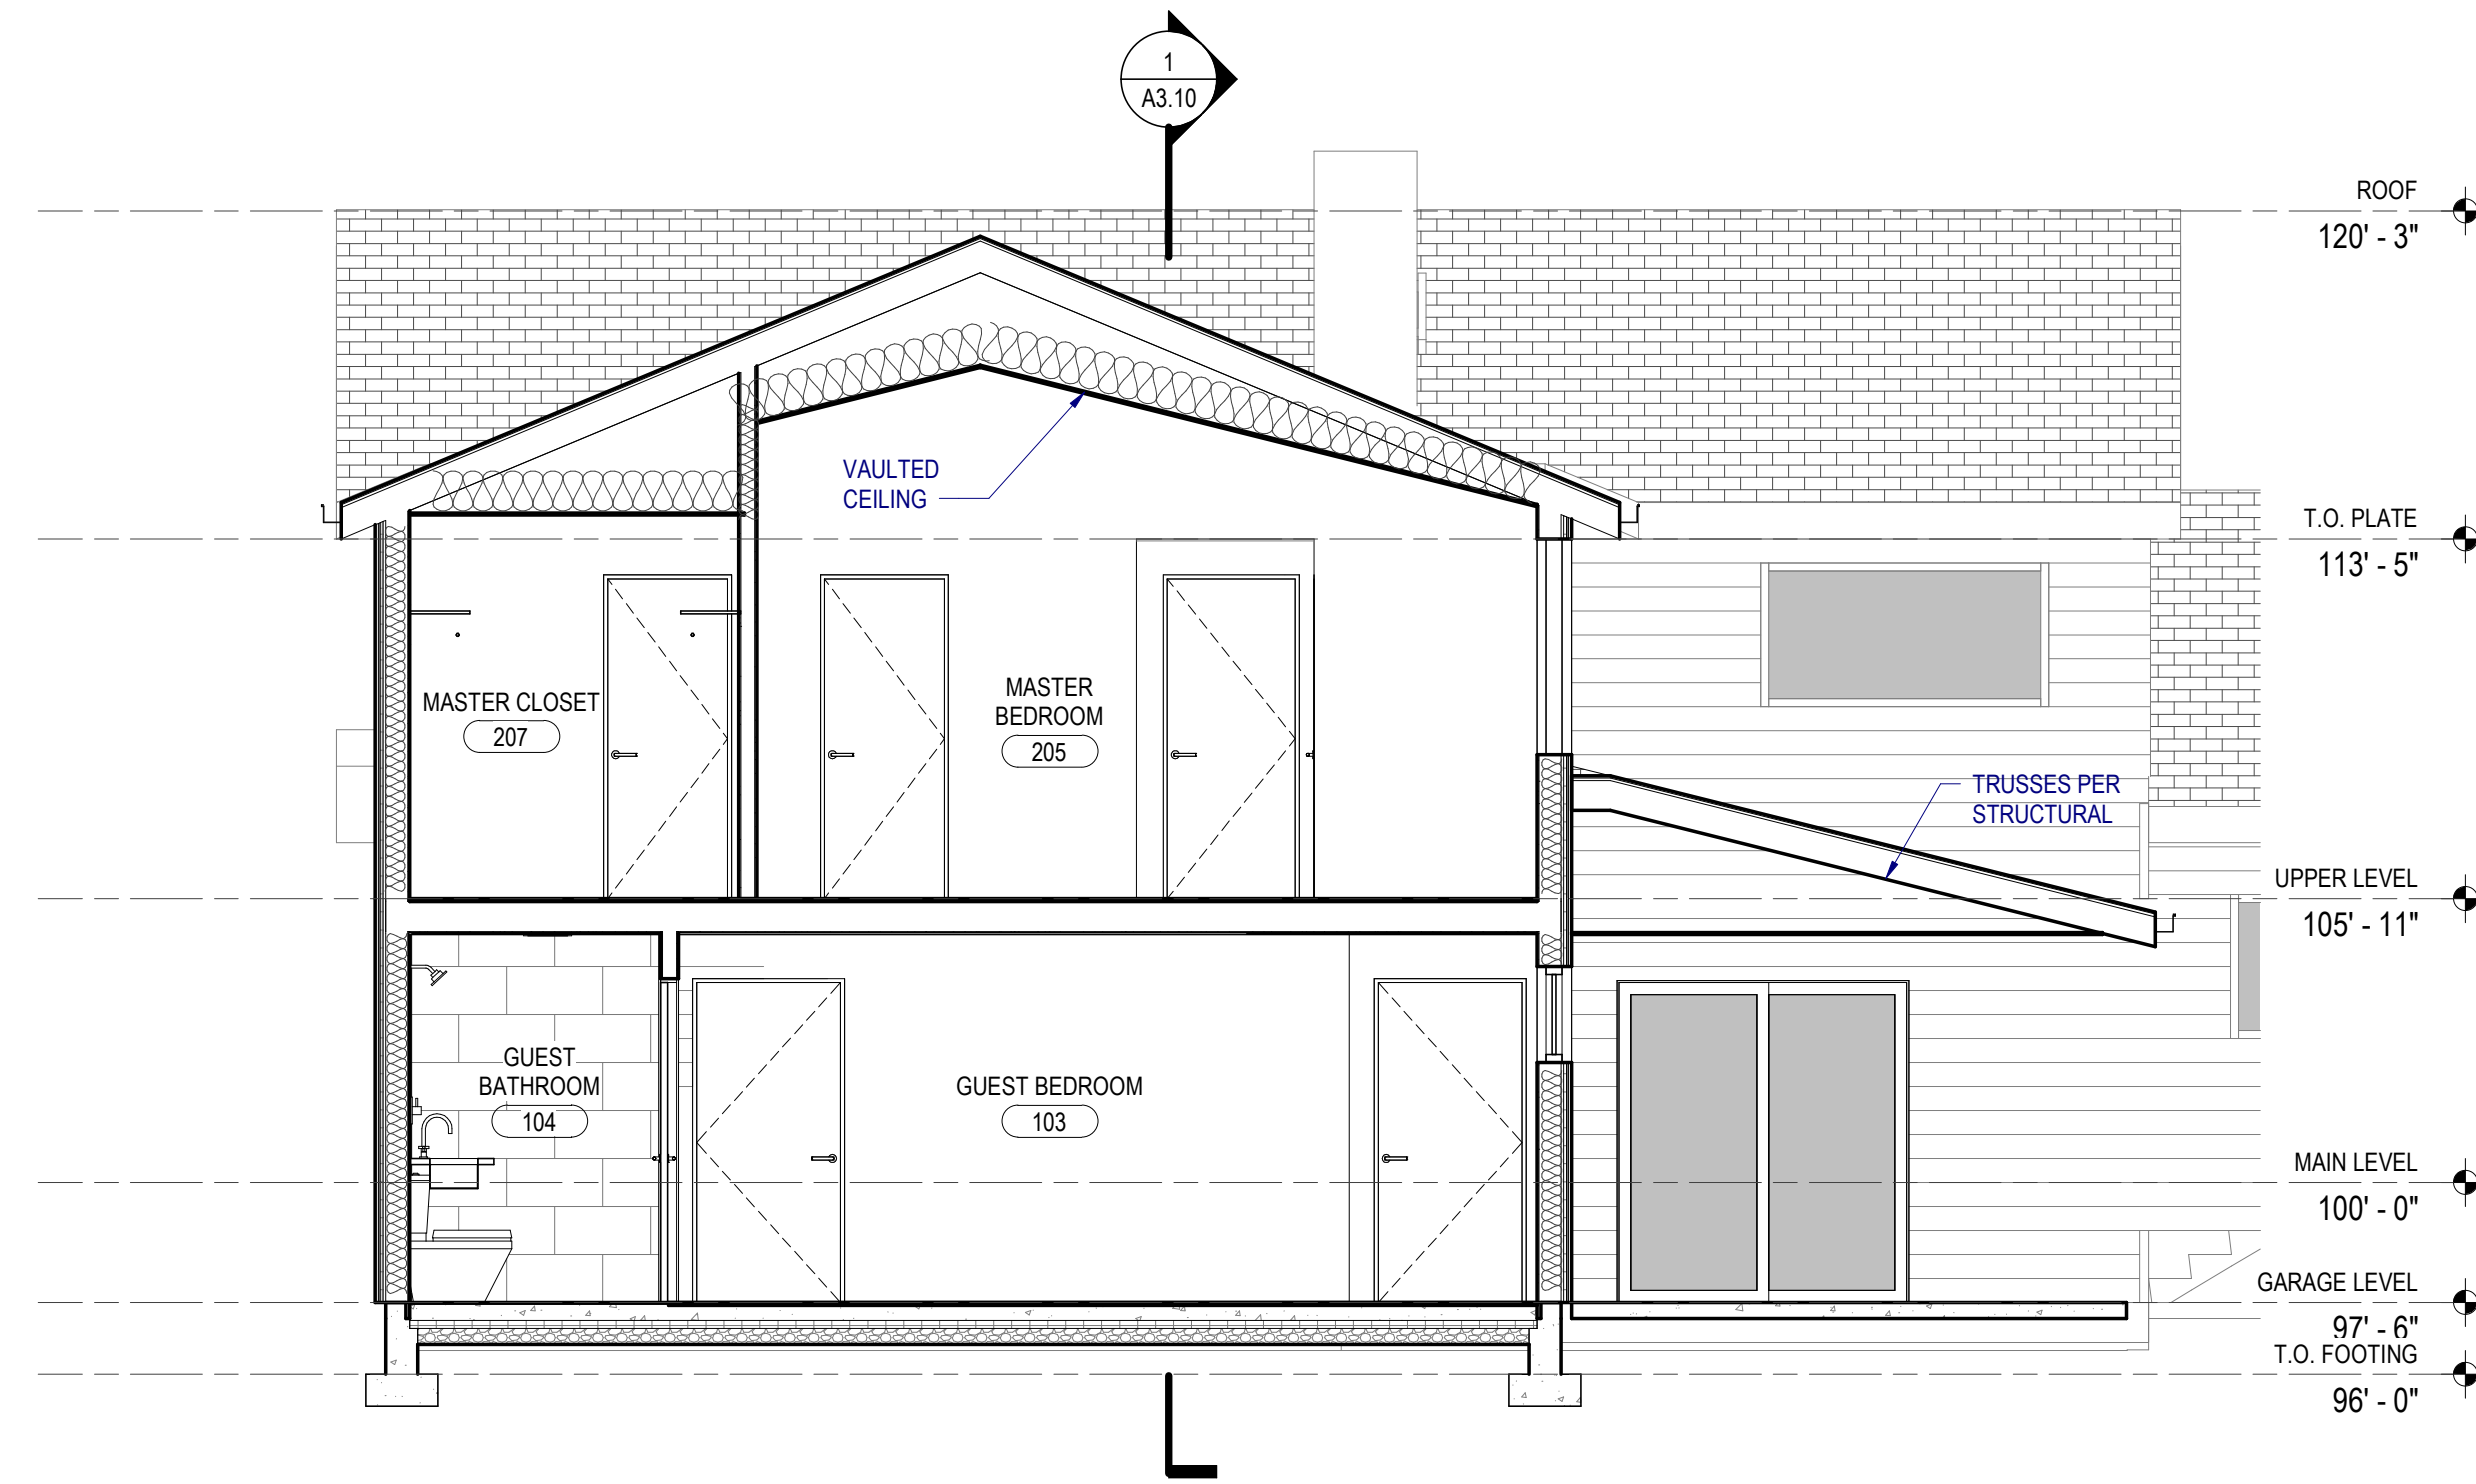 1
A3.10
ROOF
120' - 3"
VAULTED
CEILING
T.O. PLATE
113' - 5"
MASTER CLOSET
207
MASTER
BEDROOM
205
TRUSSES PER
STRUCTURAL
UPPER LEVEL
105' - 11"
GUEST
BATHROOM
104
GUEST BEDROOM
103
MAIN LEVEL
100' - 0"
GARAGE LEVEL
97' - 6"
T.O. FOOTING
96' - 0"